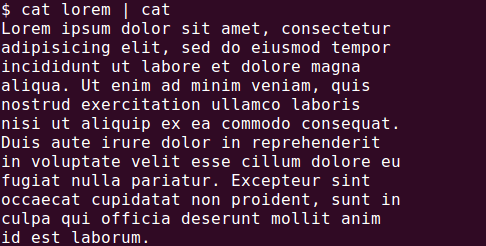 $ cat lorem | cat
Lorem ipsum dolor sit amet, consectetur
adipisicing elit, sed do eiusmod tempor
incididunt ut labore et dolore magna
aliqua. Ut enim ad minim veniam, quis
nostrud exercitation ullamco laboris
nisi ut aliquip ex ea commodo consequat.
Duis aute irure dolor in reprehenderit
in voluptate velit esse cillum dolore eu
fugiat nulla pariatur. Excepteur sint
occaecat cupidatat non proident, sunt in
culpa qui officia deserunt mollit anim
id est laborum.